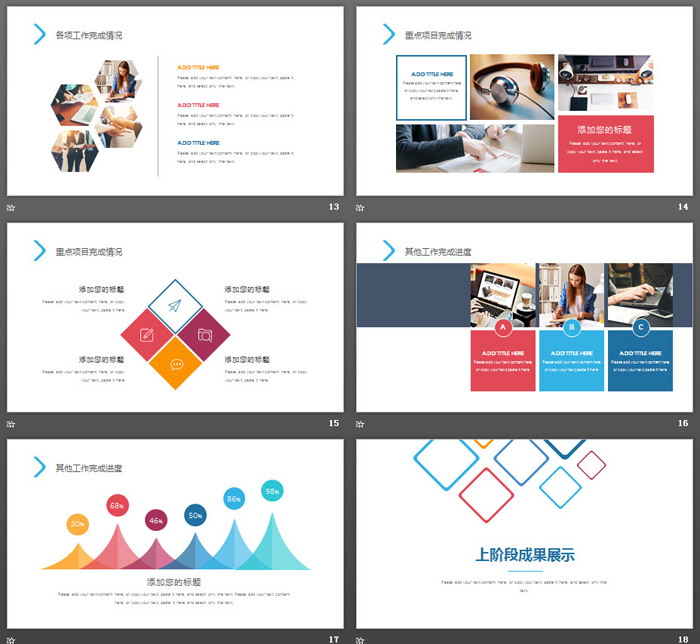 各项工作完成情况
ADD TITLE HERE
Please add your text content here, or copy your text, paste it
here, and select only the text.
ADD TITLE HERE
Please add your text content here, or copy your text, paste it
here, and select only the text.
ADD TITLE HERE
Please add your text content here, or copy your text, paste it
here, and select only the text.
13
重点项目完成情况
ADD TITLE HERE
Please add your text content here,
or copy your text, paste it here,
and select only the text.
添加您的标题
Please add your text content here, or
copy your text, paste it here, and select
only the text.
14
重点项目完成情况
添加您的标题
Please add your text content here, or copy
your text, paste it here
添加您的标题
Please add your text content here, or copy
your text, paste it here
添加您的标题
Please add your text content here, or copy
your text, paste it here
添加您的标题
Please add your text content here, or copy
your text, paste it here
15
其他工作完成进度
A
B
C
ADD TITLE HERE
Please add your text content here,
or copy your text, paste it here
ADD TITLE HERE
Please add your text content here,
or copy your text, paste it here
ADD TITLE HERE
Please add your text content here,
or copy your text, paste it here
16
其他工作完成进度
30%
68%
46%
50%
86%
98%
添加您的标题
Please add your text content here, or copy your text, paste it here, and select only the text. Please add your text content
here, or copy your text, paste it here, and select only the text.
17
上阶段成果展示
Please add your text content here, or copy your text, paste it here, and select only the
text.
18